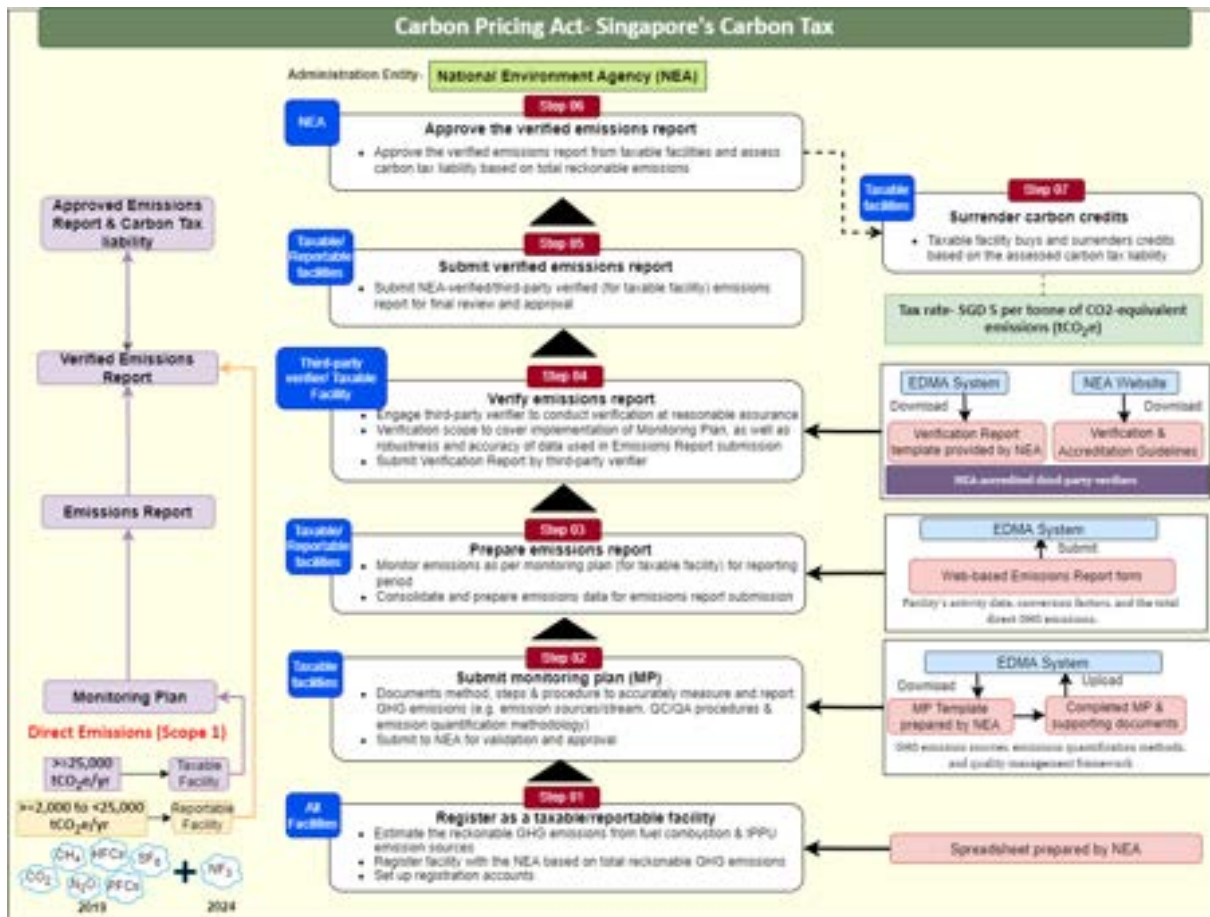 Carbon Pricing Act- Singapore's Carbon Tax
Administration Entity-
National Environment Agency (NEA)
NEA
Step 06
Approve the verified emissions report
• Approve the verified emissions report from taxable facilities and assess
carbon tax liability based on total reckonable emissions
Taxable
facilities
Step 07
Surrender carbon credits
• Taxable facility buys and surrenders credits
based on the assessed carbon tax liability
Tax rate- SGD 5 per tonne of CO2-equivalent
emissions (tCO₂e)
Taxable/
Reportable
facilities
Step 05
Submit verified emissions report
• Submit NEA-verified/third-party verified (for taxable facility) emissions
report for final review and approval
Third-party
verifier/ Taxable
Facility
Step 04
Verify emissions report
• Engage third-party verifier to conduct verification at reasonable assurance
• Verification scope to cover implementation of Monitoring Plan, as well as
robustness and accuracy of data used in Emissions Report submission
• Submit Verification Report by third-party verifier
EDMA System
NEA Website
Download
Download
Verification Report
template provided by NEA
Verification &
Accreditation Guidelines
NEA-accredited third party verifiers
Taxable/
Reportable
facilities
Step 03
Prepare emissions report
• Monitor emissions as per monitoring plan (for taxable facility) for reporting
period
• Consolidate and prepare emissions data for emissions report submission
EDMA System
Submit
Web-based Emissions Report form
Facility's activity data, conversion factors, and the total
direct GHG emissions.
Taxable
facilities
Step 02
Submit monitoring plan (MP)
• Documents method, steps & procedure to accurately measure and report
GHG emissions (e.g. emission sources/stream, QC/QA procedures &
emission quantification methodology)
• Submit to NEA for validation and approval
EDMA System
Download
Upload
MP Template
prepared by NEA
Completed MP &
supporting documents
GHG emission sources, emissions quantification methods,
and quality management framework
All
Facilities
Step 01
Register as a taxable/reportable facility
• Estimate the reckonable GHG emissions from fuel combustion & IPPU
emission sources
• Register facility with the NEA based on total reckonable GHG emissions
• Set up registration accounts
Spreadsheet prepared by NEA
Approved Emissions
Report & Carbon Tax
liability
Verified Emissions
Report
Emissions Report
Monitoring Plan
Direct Emissions (Scope 1)
>=25,000
tCO₂e/yr
Taxable
Facility
>=2,000 to <25,000
tCO₂e/yr
Reportable
Facility
CO₂
CH₄
N₂O
HFCs
PFCs
SF₆
+
NF₃
2019
2024